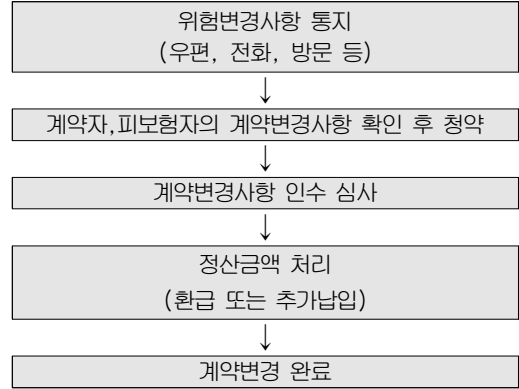 위험변경사항 통지
(우편, 전화, 방문 등)
계약자,피보험자의 계약변경사항 확인 후 청약
계약변경사항 인수 심사
정산금액 처리
(환급 또는 추가납입)
계약변경 완료